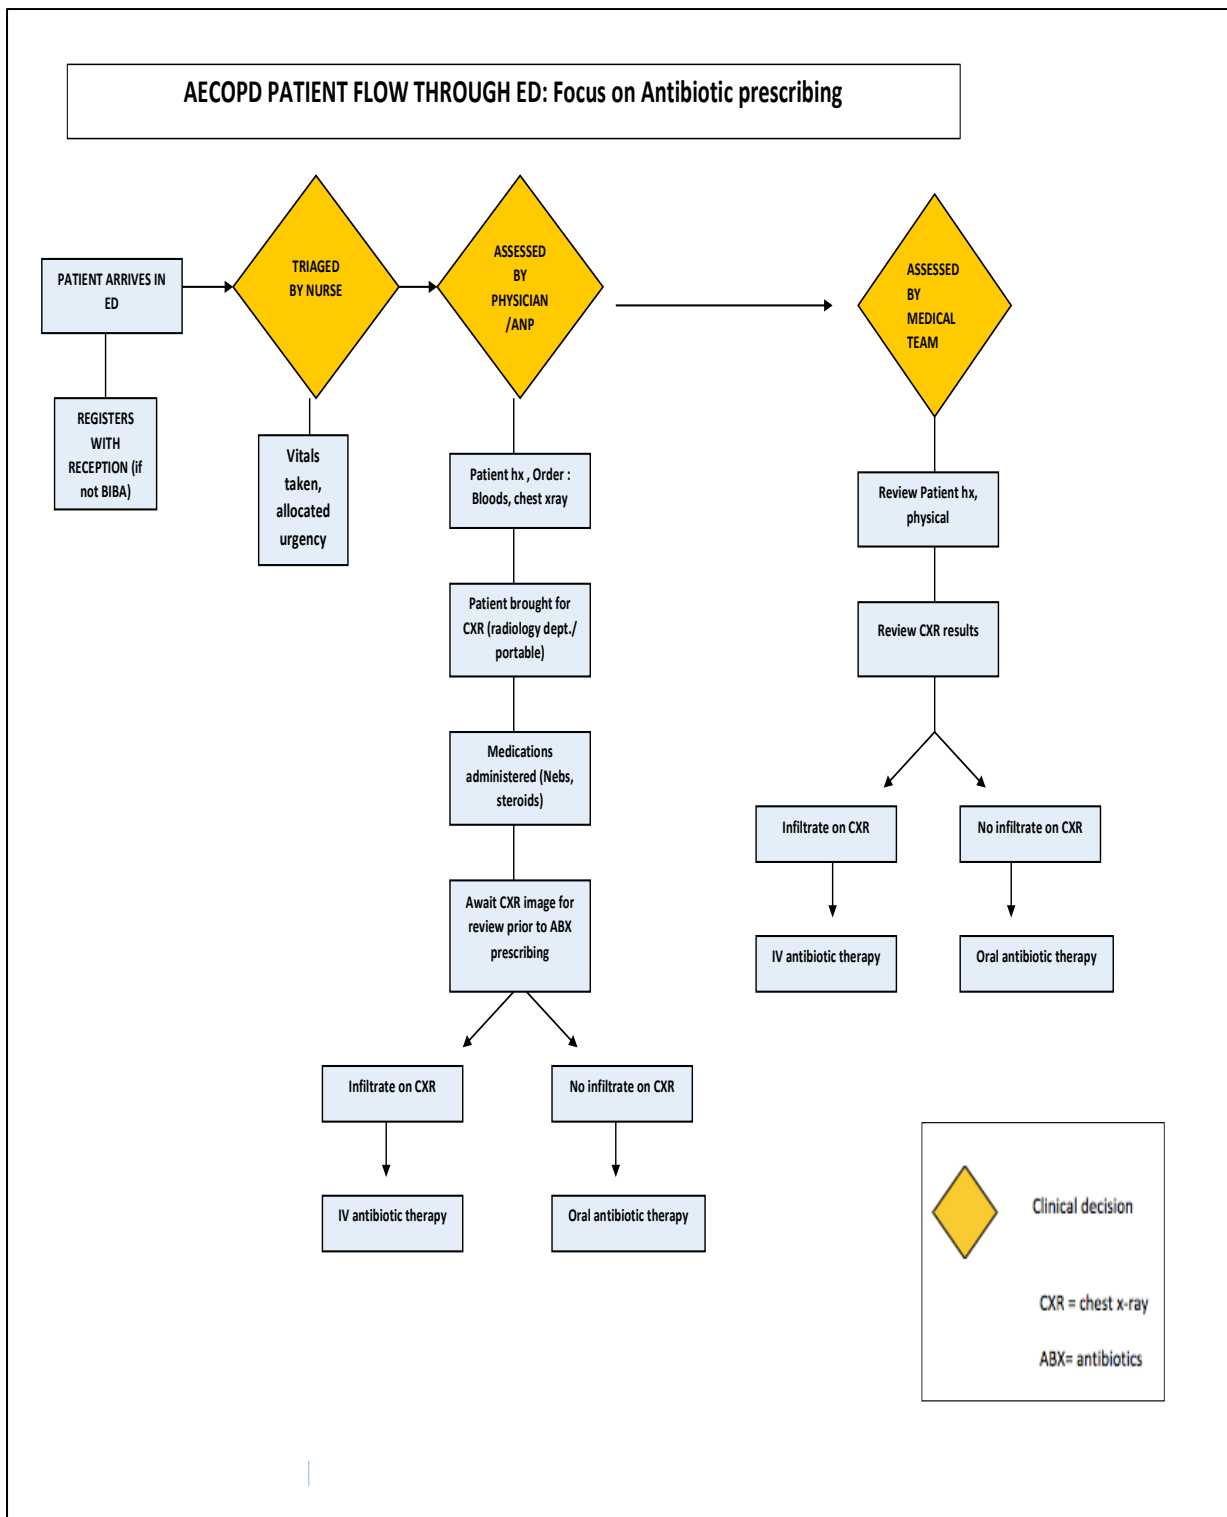 AECOPD PATIENT FLOW THROUGH ED: Focus on Antibiotic prescribing
PATIENT ARRIVES IN
ED
REGISTERS
WITH
RECEPTION (if
not BIBA)
TRIAGED
BY NURSE
Vitals
taken,
allocated
urgency
ASSESSED
BY
PHYSICIAN
/ANP
Patient hx , Order :
Bloods, chest xray
Patient brought for
CXR (radiology dept./
portable)
Medications
administered (Nebs,
steroids)
Await CXR image for
review prior to ABX
prescribing
Infiltrate on CXR
No infiltrate on CXR
IV antibiotic therapy
Oral antibiotic therapy
ASSESSED
BY
MEDICAL
TEAM
Review Patient hx,
physical
Review CXR results
Infiltrate on CXR
No infiltrate on CXR
IV antibiotic therapy
Oral antibiotic therapy
Clinical decision
CXR = chest x-ray
ABX= antibiotics